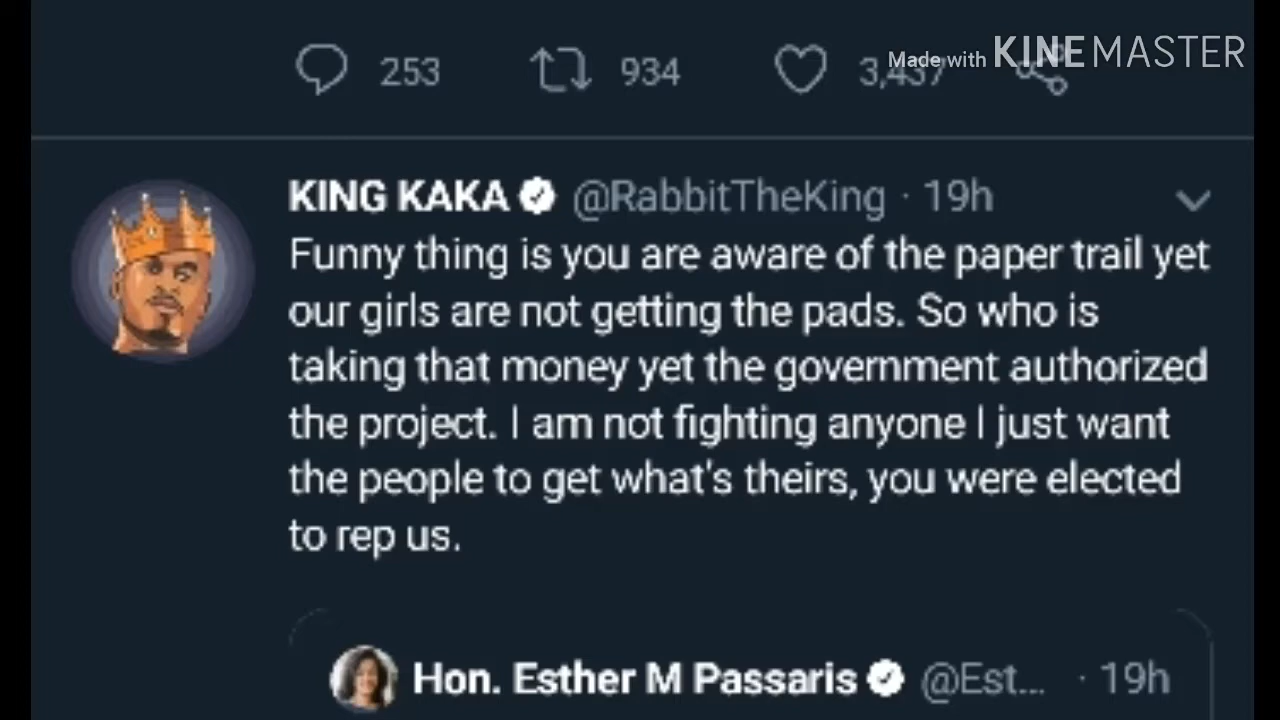 253 934 3,437
Made with KINEMASTER
KING KAKA @RabbitTheKing · 19h
Funny thing is you are aware of the paper trail yet
our girls are not getting the pads. So who is
taking that money yet the government authorized
the project. I am not fighting anyone I just want
the people to get what's theirs, you were elected
to rep us.
Hon. Esther M Passaris @Est... · 19h